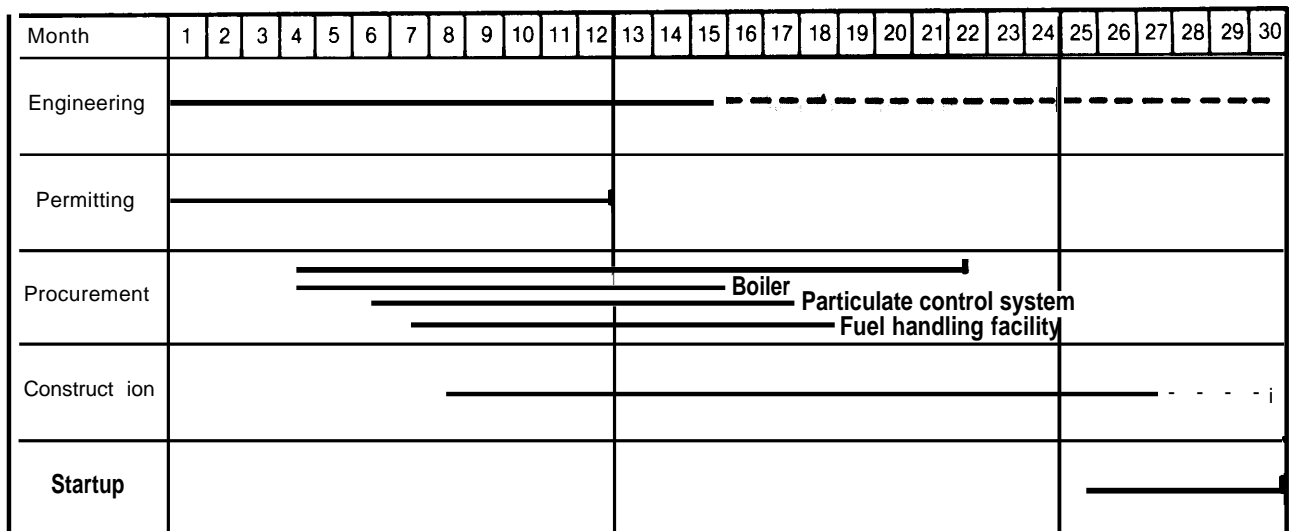 Month 1 2 3 4 5 6 7 8 9 10 11 12 13 14 15 16 17 18 19 20 21 22 23 24 25 26 27 28 29 30
Engineering
Permitting
Procurement
Boiler
Particulate control system
Fuel handling facility
Construct ion
Startup